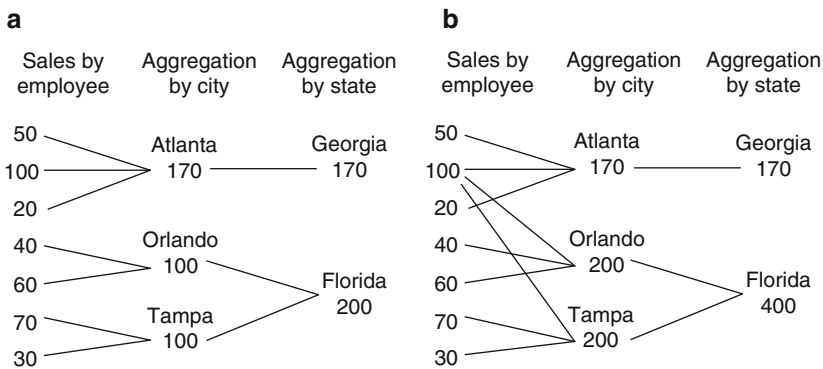 a
Sales by employee
Aggregation by city
Aggregation by state
50
100
20
40
60
70
30
Atlanta
170
Orlando
100
Tampa
100
Georgia
170
Florida
200
b
Sales by employee
Aggregation by city
Aggregation by state
50
100
20
40
60
70
30
Atlanta
170
Orlando
200
Tampa
200
Georgia
170
Florida
400